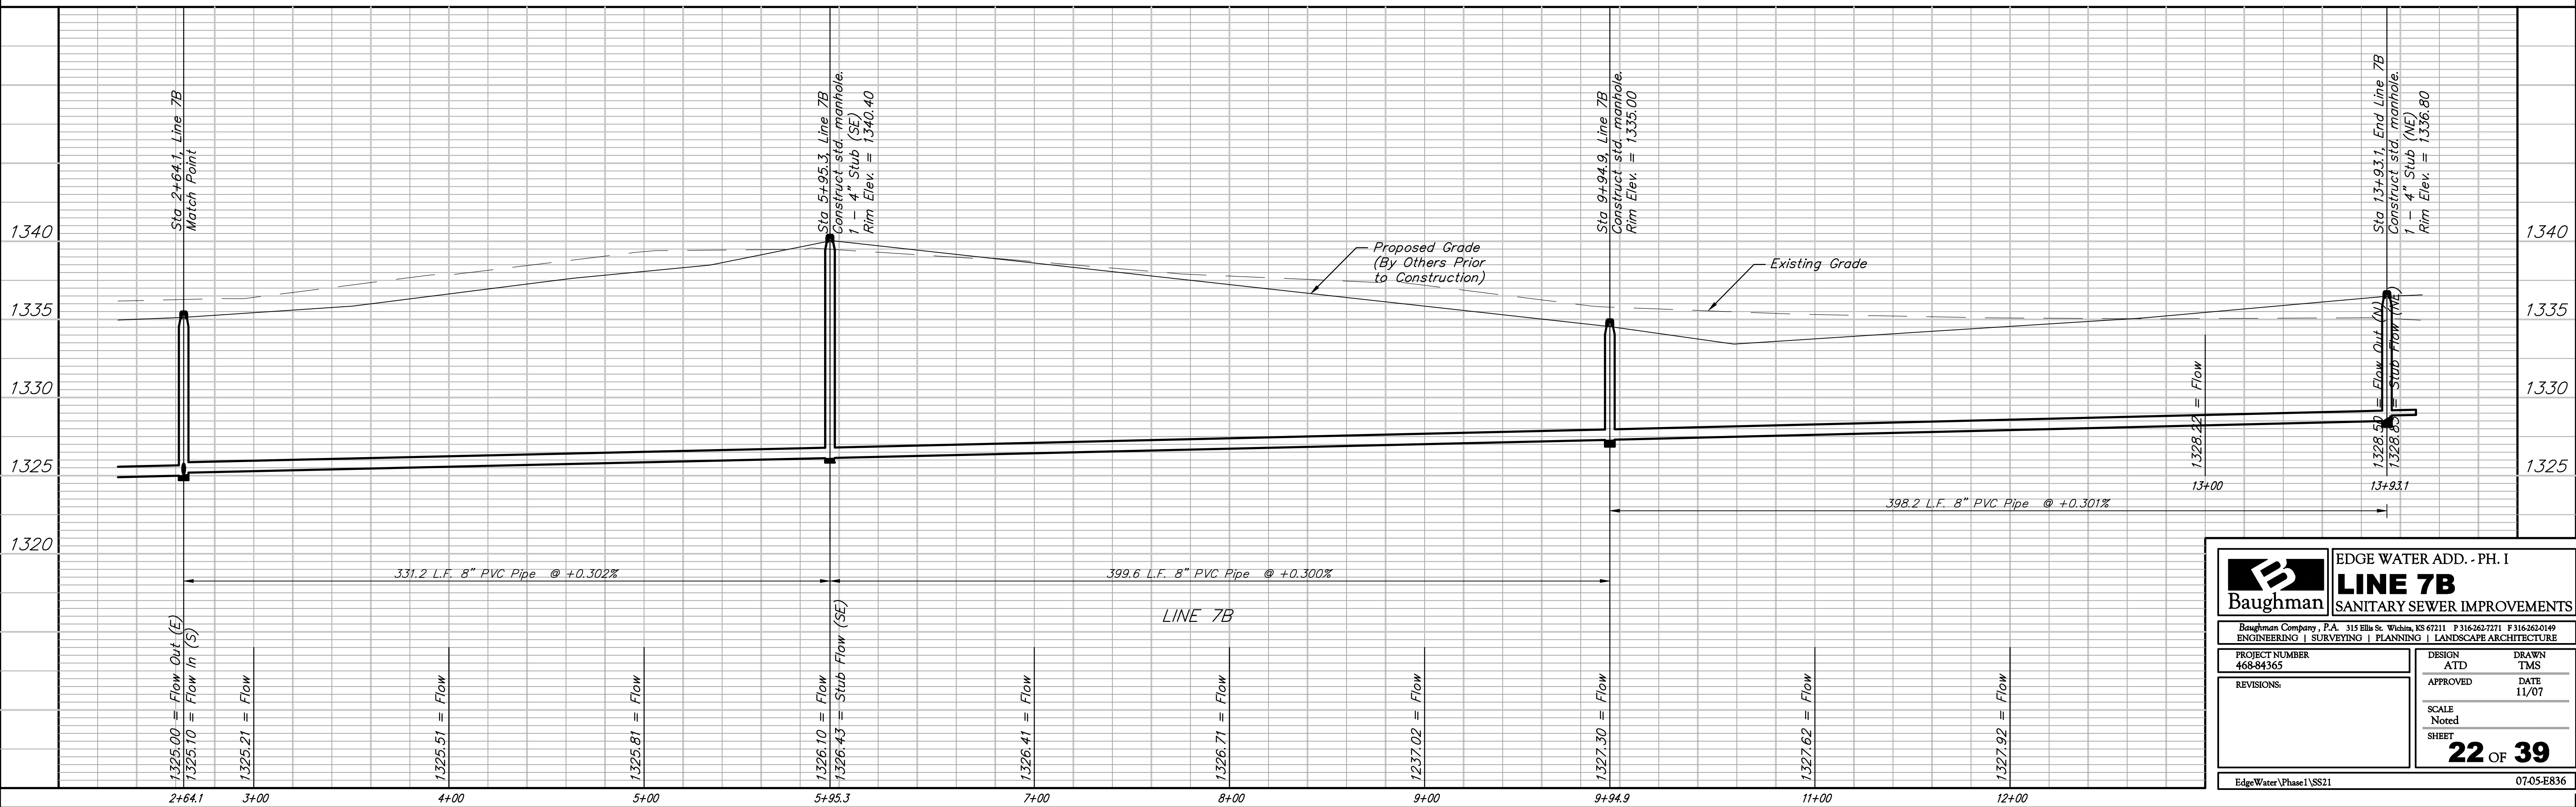 Sta 2+64.1, Line 7B
Match Point
Sta 5+95.3, Line 7B
Construct std. manhole.
1 - 4" Stub (SE)
Rim Elev. = 1340.40
Sta 9+94.9, Line 7B
Construct std. manhole.
Rim Elev. = 1335.00
Sta 13+93.1, End Line 7B
Construct std. manhole.
1 - 4" Stub (NE)
Rim Elev. = 1336.80
1340
1335
1330
1325
1320
1340
1335
1330
1325
Proposed Grade
(By Others Prior
to Construction)
Existing Grade
1328.22 = Flow
1328.50 = Flow Out (N)
1328.83 = Stub Flow (NE)
13+00
13+93.1
398.2 L.F. 8" PVC Pipe @ +0.301%
331.2 L.F. 8" PVC Pipe @ +0.302%
399.6 L.F. 8" PVC Pipe @ +0.300%
LINE 7B
1325.00 = Flow Out (E)
1325.10 = Flow In (S)
1325.21 = Flow
1325.51 = Flow
1325.81 = Flow
1326.10 = Flow
1326.43 = Stub Flow (SE)
1326.41 = Flow
1326.71 = Flow
1237.02 = Flow
1327.30 = Flow
1327.62 = Flow
1327.92 = Flow
2+64.1
3+00
4+00
5+00
5+95.3
7+00
8+00
9+00
9+94.9
11+00
12+00
B
Baughman
EDGE WATER ADD. - PH. I
LINE 7B
SANITARY SEWER IMPROVEMENTS
Baughman Company, P.A. 315 Ellis St. Wichita, KS 67211 P 316-262-7271 F 316-262-0149
ENGINEERING | SURVEYING | PLANNING | LANDSCAPE ARCHITECTURE
PROJECT NUMBER
468-84365
REVISIONS:
DESIGN
ATD
DRAWN
TMS
APPROVED
DATE
11/07
SCALE
Noted
SHEET
22 OF 39
EdgeWater\Phase1\SS21
07-05-E836